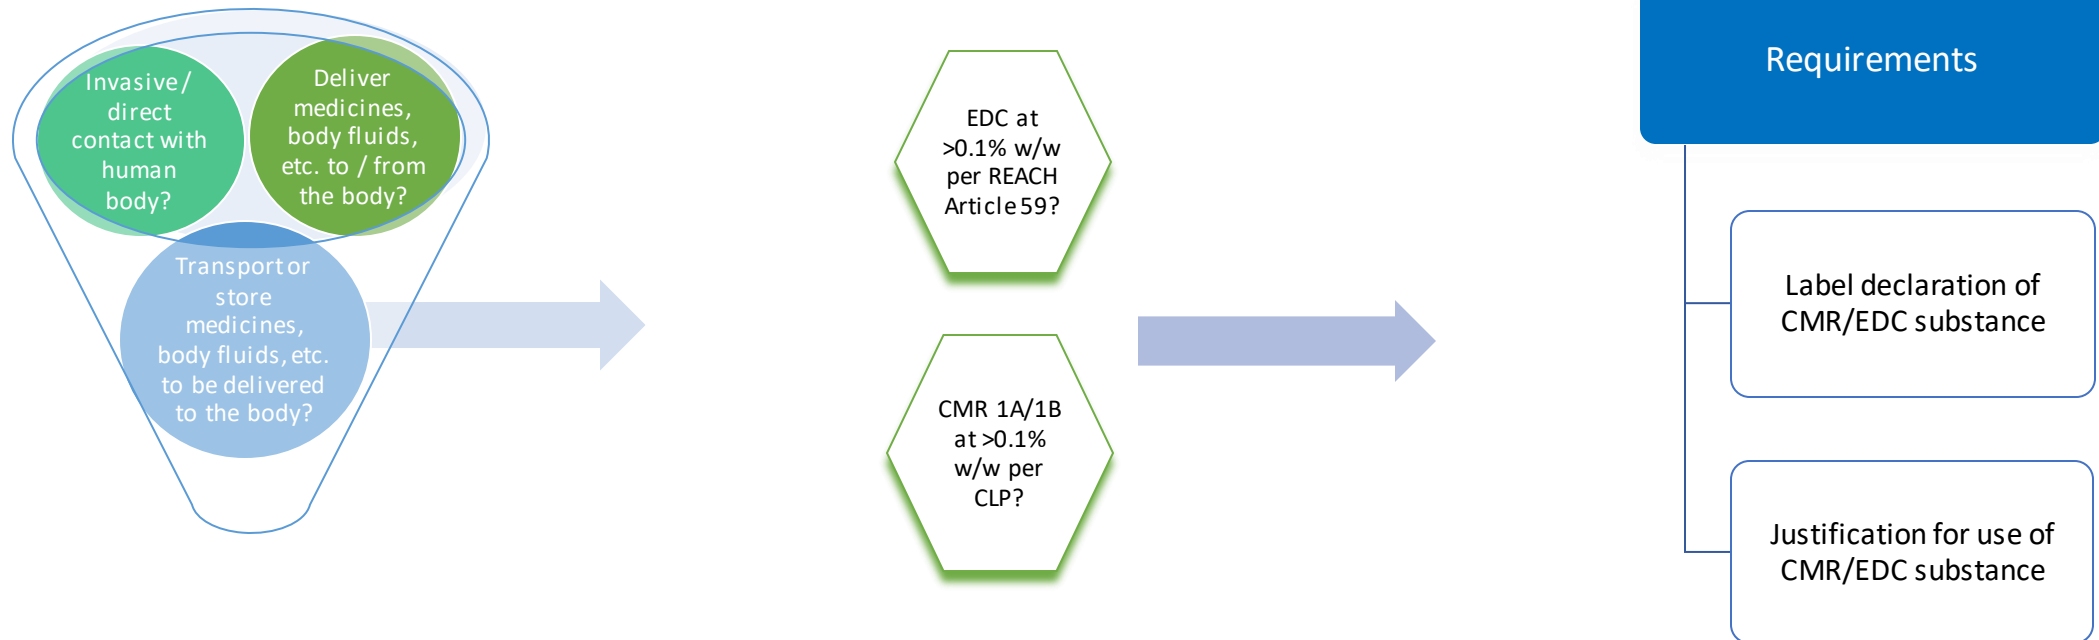 Invasive /
direct
contact with
human
body?
Deliver
medicines,
body fluids,
etc. to / from
the body?
Transport or
store
medicines,
body fluids, etc.
to be delivered
to the body?
EDC at
>0.1% w/w
per REACH
Article 59?
CMR 1A/1B
at >0.1%
w/w per
CLP?
Requirements
Label declaration of
CMR/EDC substance
Justification for use of
CMR/EDC substance